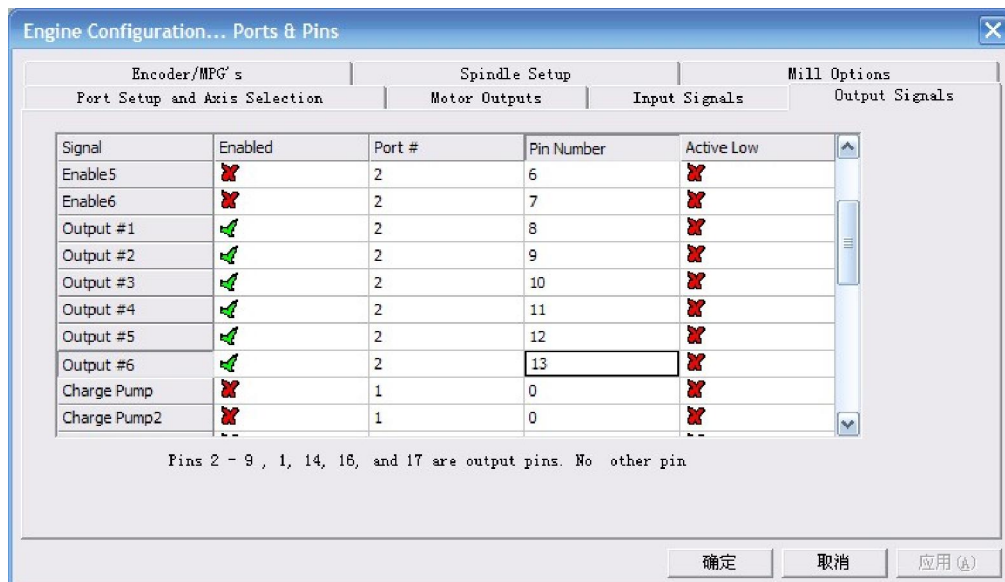 Engine Configuration... Ports & Pins
Encoder/MPG's Spindle Setup Mill Options
Port Setup and Axis Selection Motor Outputs Input Signals Output Signals
Signal Enabled Port # Pin Number Active Low
Enable5 2 6
Enable6 2 7
Output #1 2 8
Output #2 2 9
Output #3 2 10
Output #4 2 11
Output #5 2 12
Output #6 2 13
Charge Pump 1 0
Charge Pump2 1 0
Pins 2 - 9 , 1, 14, 16, and 17 are output pins. No other pin
确定 取消 应用(A)